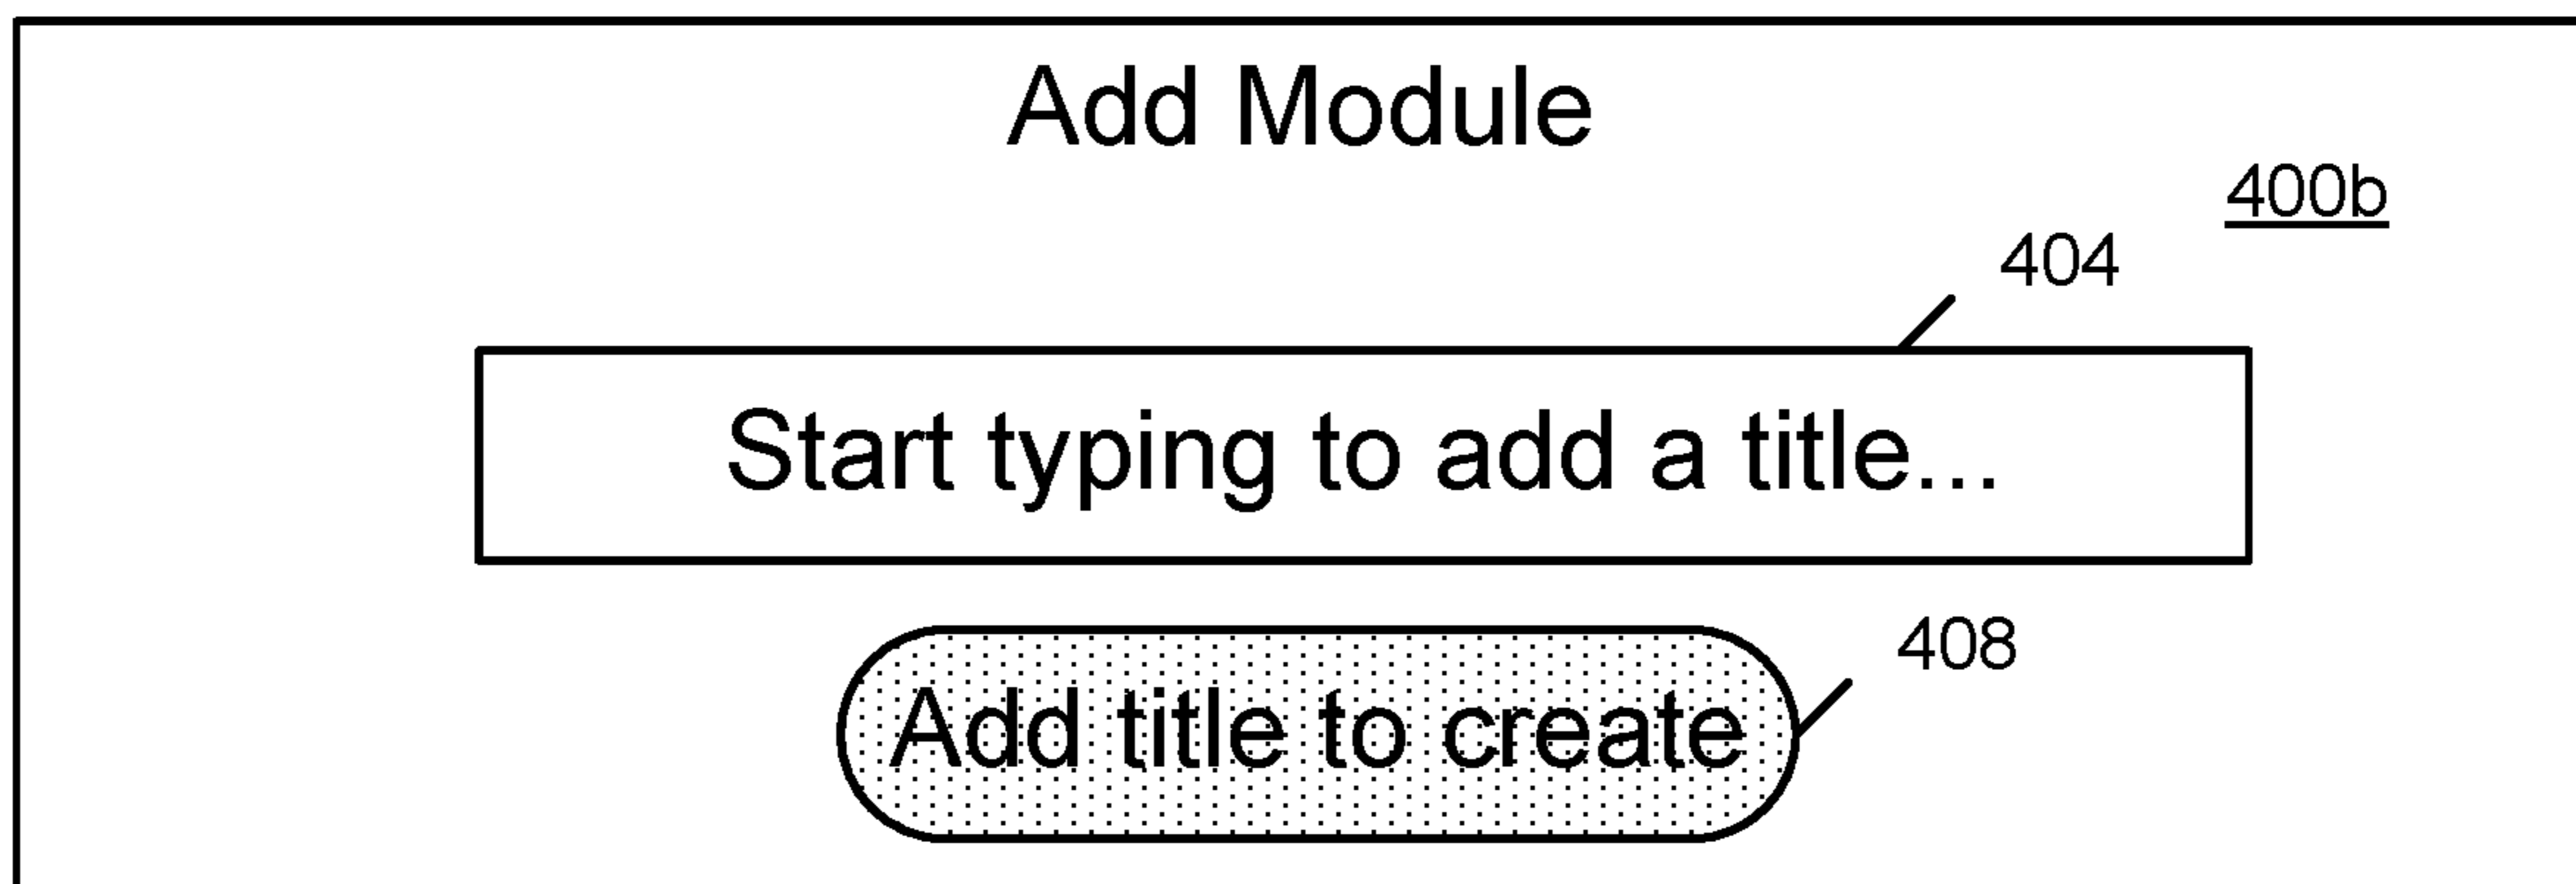 Add Module
400b
404
Start typing to add a title...
408
Add title to create